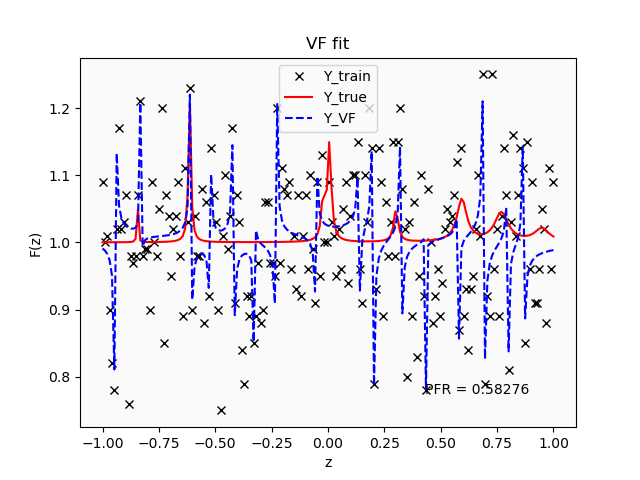 VF fit
Y_train
Y_true
Y_VF
F(z)
1.2
1.1
1.0
0.9
0.8
PFR = 0.58276
−1.00 −0.75 −0.50 −0.25 0.00 0.25 0.50 0.75 1.00
z